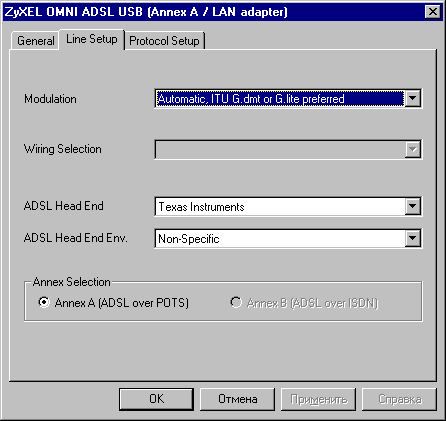 ZyXEL OMNI ADSL USB (Annex A / LAN adapter)
General Line Setup Protocol Setup
Modulation Automatic, ITU G.dmt or G.lite preferred
Wiring Selection
ADSL Head End Texas Instruments
ADSL Head End Env. Non-Specific
Annex Selection
Annex A (ADSL over POTS) Annex B (ADSL over ISDN)
OK Отмена Применить Справка